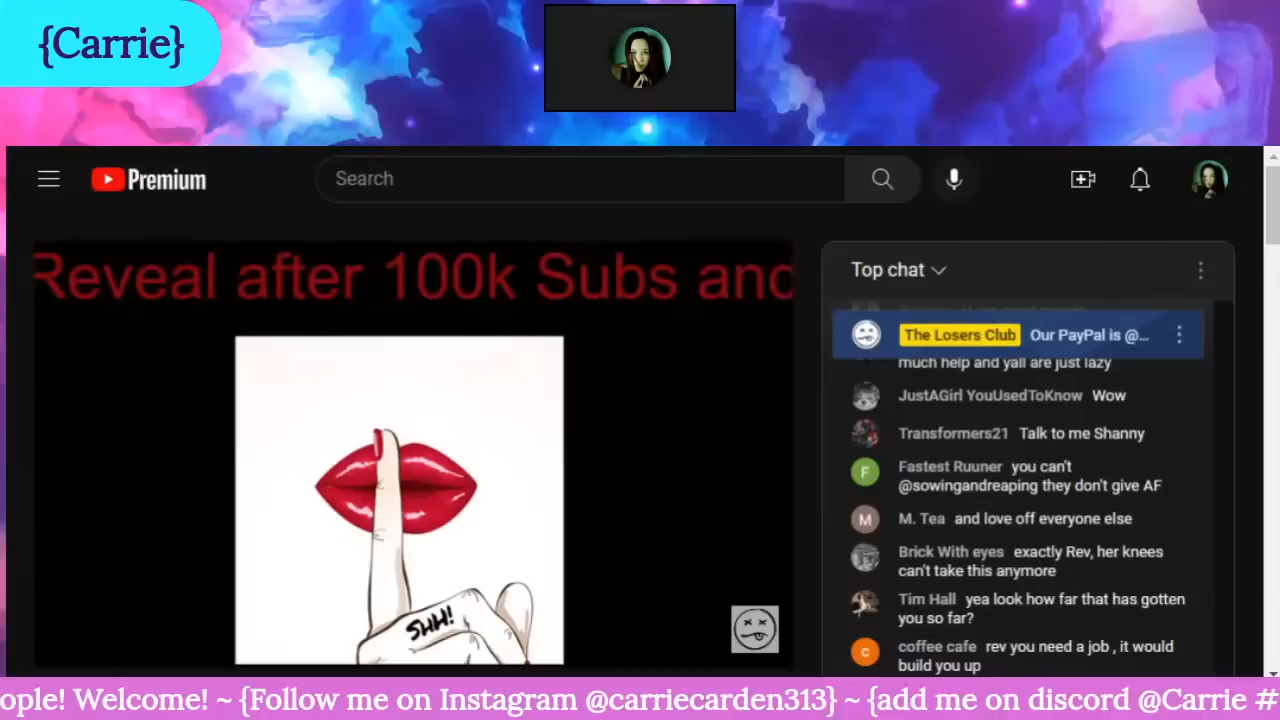 {Carrie}
Premium
Search
Reveal after 100k Subs and
SHH!
Top chat
The Losers Club Our PayPal is @...
much help and yall are just lazy
JustAGirl YouUsedToKnow Wow
Transformers21 Talk to me Shanny
Fastest Ruuner you can't
@sowingandreaping they don't give AF
M. Tea and love off everyone else
Brick With eyes exactly Rev, her knees
can't take this anymore
Tim Hall yea look how far that has gotten
you so far?
coffee cafe rev you need a job , it would
build you up
F
M
c
ople! Welcome! ~ {Follow me on Instagram @carriecarden313} ~ {add me on discord @Carrie #